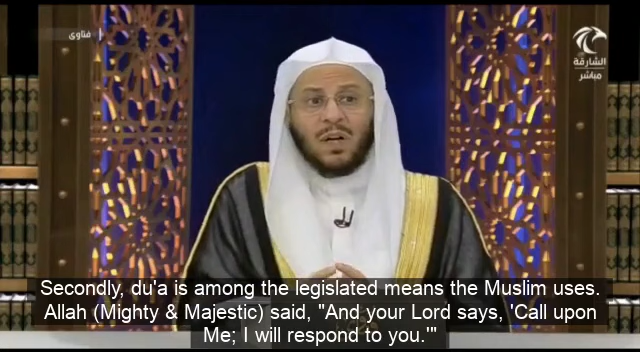 فتاوى
الشارقة
مباشر
Secondly, du'a is among the legislated means the Muslim uses.
Allah (Mighty & Majestic) said, "And your Lord says, 'Call upon
Me; I will respond to you.'"